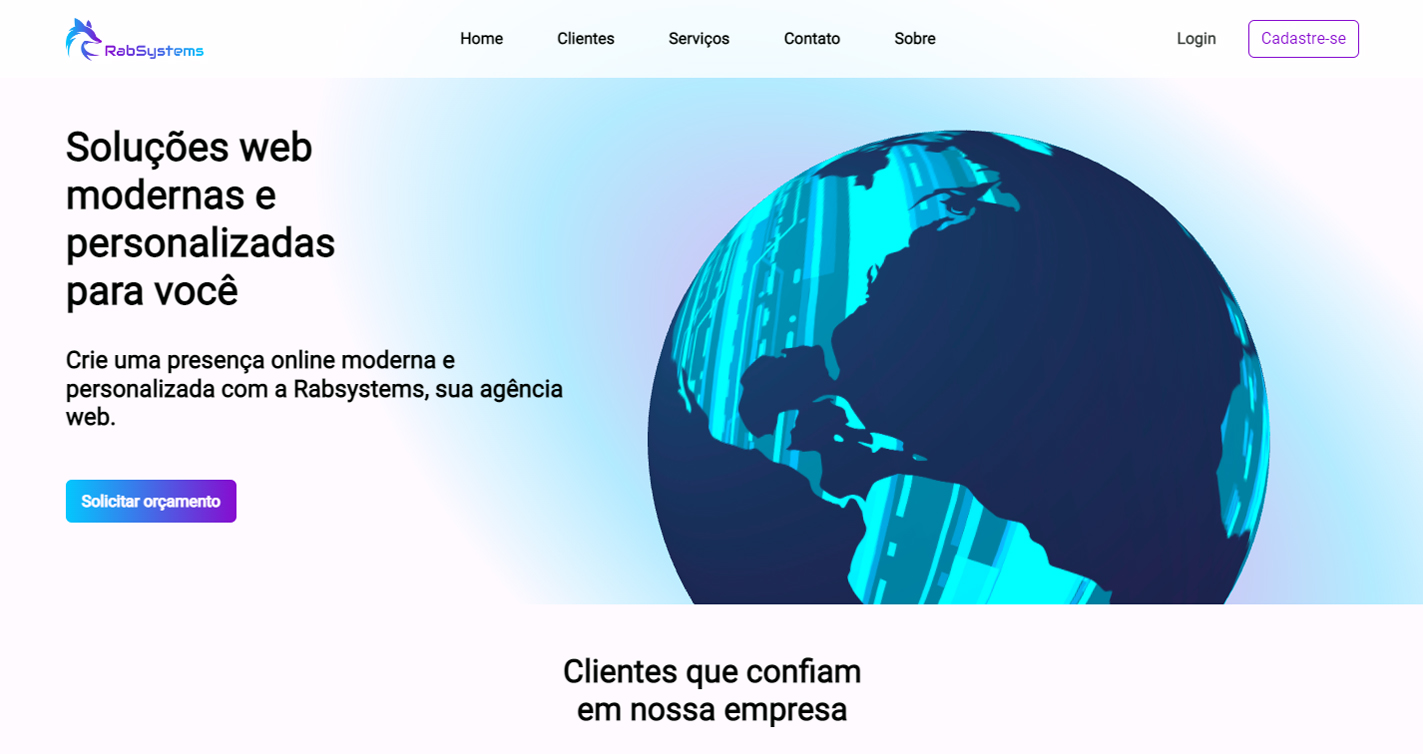 RabSystems
Home
Clientes
Serviços
Contato
Sobre
Login
Cadastre-se
Soluções web
modernas e
personalizadas
para você
Crie uma presença online moderna e
personalizada com a Rabsystems, sua agência
web.
Solicitar orçamento
Clientes que confiam
em nossa empresa